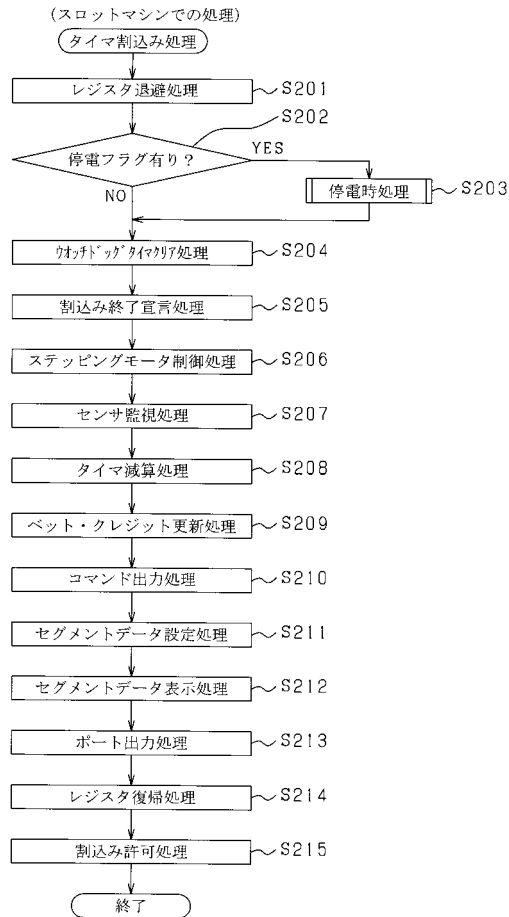 (スロットマシンでの処理)
タイマ割込み処理
レジスタ退避処理 S201
S202
停電フラグ有り？ YES
停電時処理 S203
NO
ｳｵｯﾁﾄﾞｯｸﾞﾀｲﾏｸﾘｱ処理 S204
割込み終了宣言処理 S205
ステッピングモータ制御処理 S206
センサ監視処理 S207
タイマ減算処理 S208
ベット・クレジット更新処理 S209
コマンド出力処理 S210
セグメントデータ設定処理 S211
セグメントデータ表示処理 S212
ポート出力処理 S213
レジスタ復帰処理 S214
割込み許可処理 S215
終了